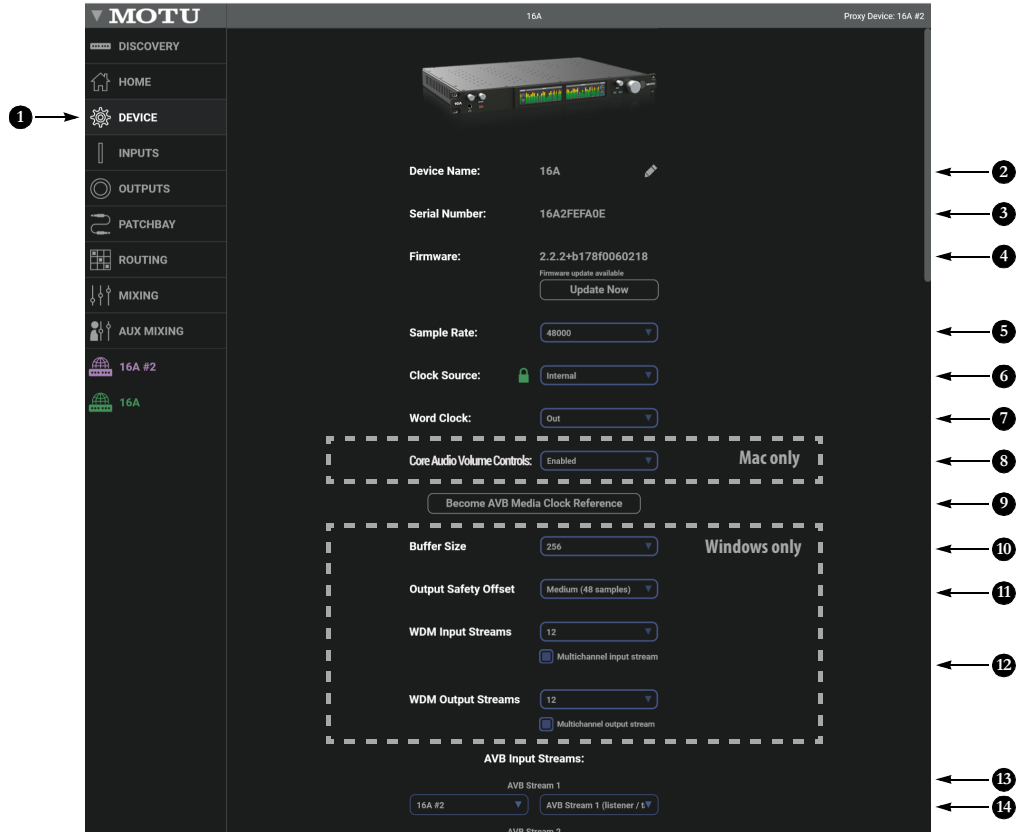 MOTU
16A
Proxy Device: 16A #2
DISCOVERY
HOME
1
DEVICE
INPUTS
OUTPUTS
PATCHBAY
ROUTING
MIXING
AUX MIXING
16A #2
16A
Device Name: 16A
2
Serial Number: 16A2FEFA0E
3
Firmware: 2.2.2+b178f0060218
4
Firmware update available
Update Now
Sample Rate: 48000
5
Clock Source: Internal
6
Word Clock: Out
7
Core Audio Volume Controls: Enabled
Mac only
8
Become AVB Media Clock Reference
9
Buffer Size 256
Windows only
10
Output Safety Offset Medium (48 samples)
11
WDM Input Streams 12
Multichannel input stream
12
WDM Output Streams 12
Multichannel output stream
AVB Input Streams:
13
AVB Stream 1
16A #2 AVB Stream 1 (listener / t
14
AVB Stream 2